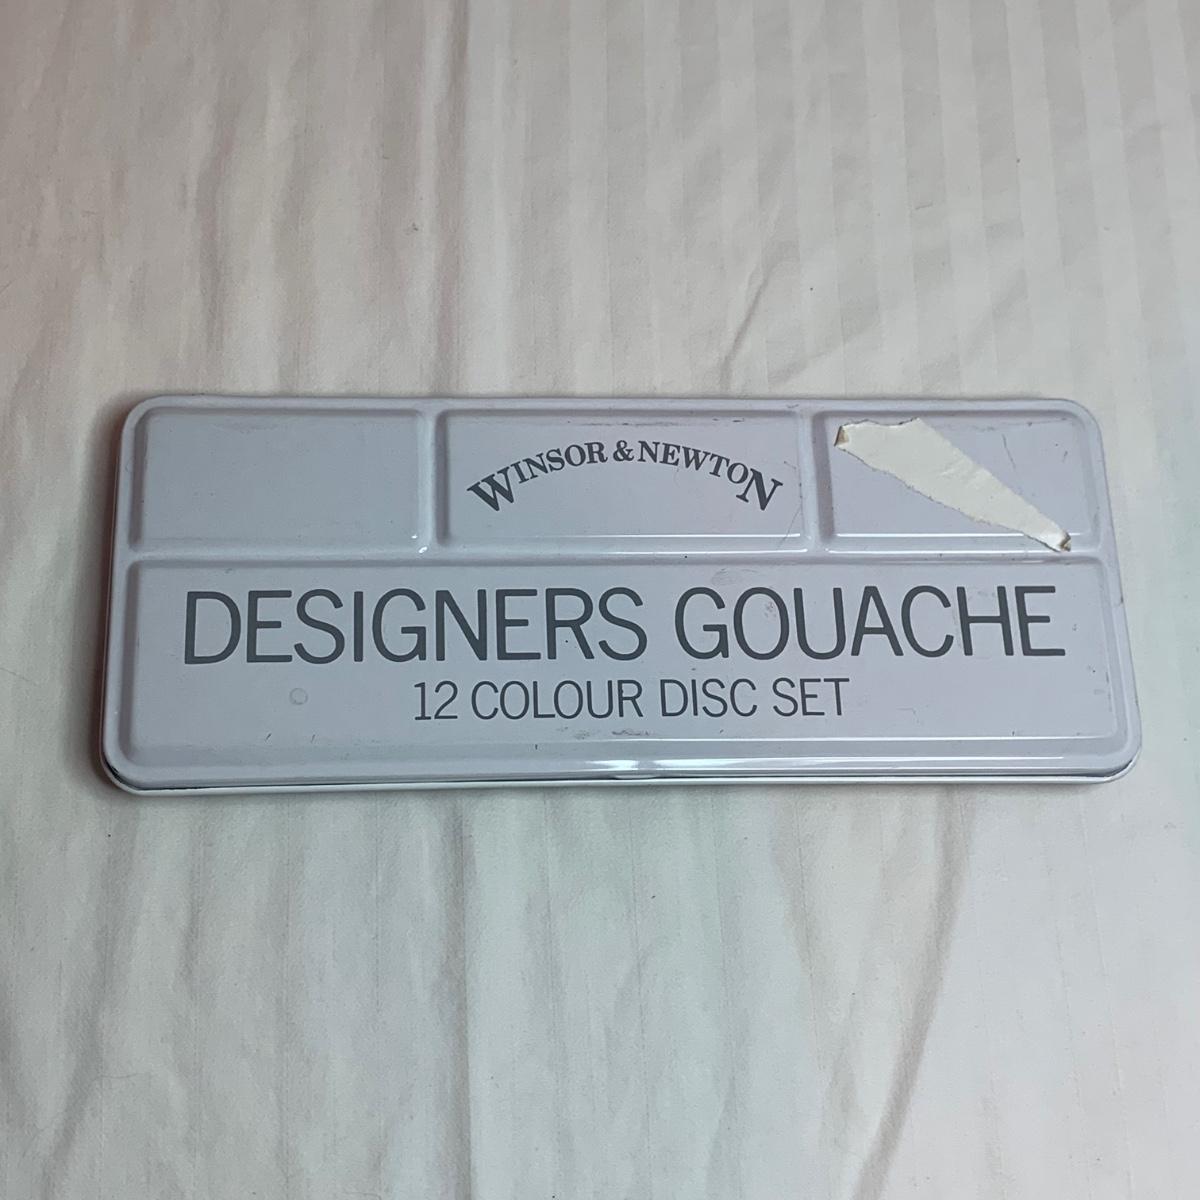 WINSOR & NEWTON
DESIGNERS GOUACHE
12 COLOUR DISC SET